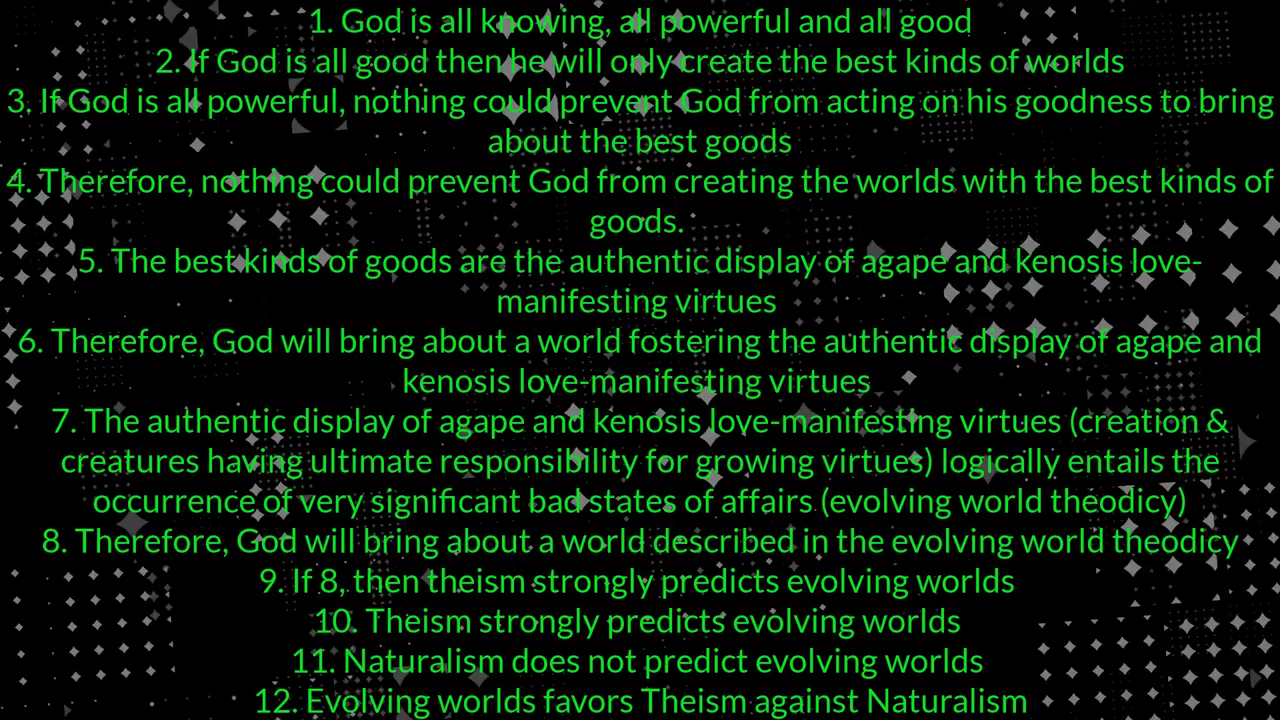 1. God is all knowing, all powerful and all good
2. If God is all good then he will only create the best kinds of worlds
3. If God is all powerful, nothing could prevent God from acting on his goodness to bring
about the best goods
4. Therefore, nothing could prevent God from creating the worlds with the best kinds of
goods.
5. The best kinds of goods are the authentic display of agape and kenosis love-
manifesting virtues
6. Therefore, God will bring about a world fostering the authentic display of agape and
kenosis love-manifesting virtues
7. The authentic display of agape and kenosis love-manifesting virtues (creation &
creatures having ultimate responsibility for growing virtues) logically entails the
occurrence of very significant bad states of affairs (evolving world theodicy)
8. Therefore, God will bring about a world described in the evolving world theodicy
9. If 8, then theism strongly predicts evolving worlds
10. Theism strongly predicts evolving worlds
11. Naturalism does not predict evolving worlds
12. Evolving worlds favors Theism against Naturalism